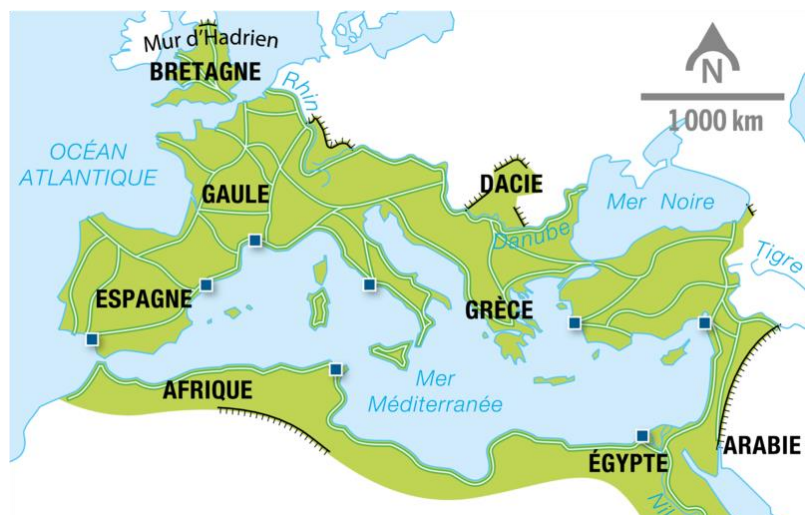 Mur d'Hadrien
BRETAGNE
Rhin
N
1 000 km
OCÉAN
ATLANTIQUE
GAULE
DACIE
Mer Noire
Danube
Tigre
ESPAGNE
GRÈCE
Mer
Méditerranée
AFRIQUE
ÉGYPTE
ARABIE
Nil